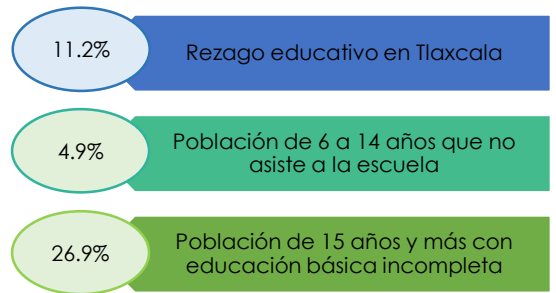 11.2%
Rezago educativo en Tlaxcala
4.9%
Población de 6 a 14 años que no
asiste a la escuela
26.9%
Población de 15 años y más con
educación básica incompleta